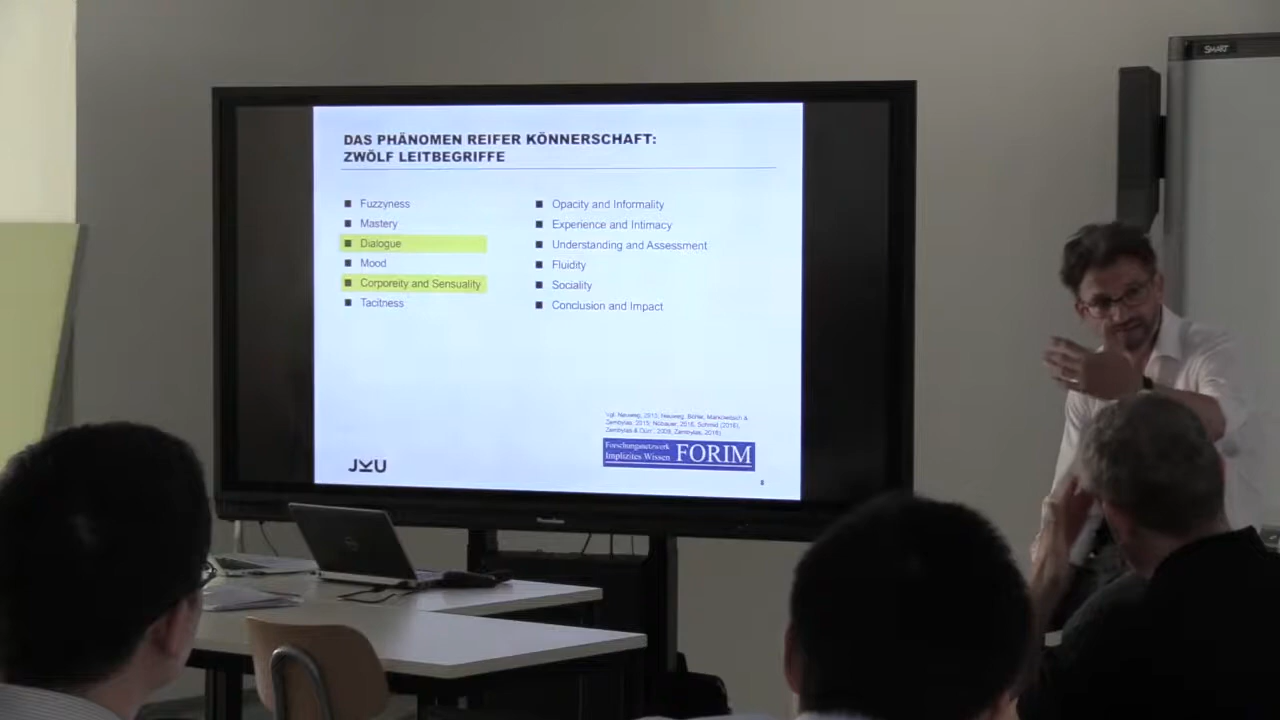 DAS PHÄNOMEN REIFER KÖNNERSCHAFT:
ZWÖLF LEITBEGRIFFE
Fuzzyness
Mastery
Dialogue
Mood
Corporeity and Sensuality
Tacitness
Opacity and Informality
Experience and Intimacy
Understanding and Assessment
Fluidity
Sociality
Conclusion and Impact
Forschungsnetzwerk
Implizites Wissen FORIM
JKU
8
SMART